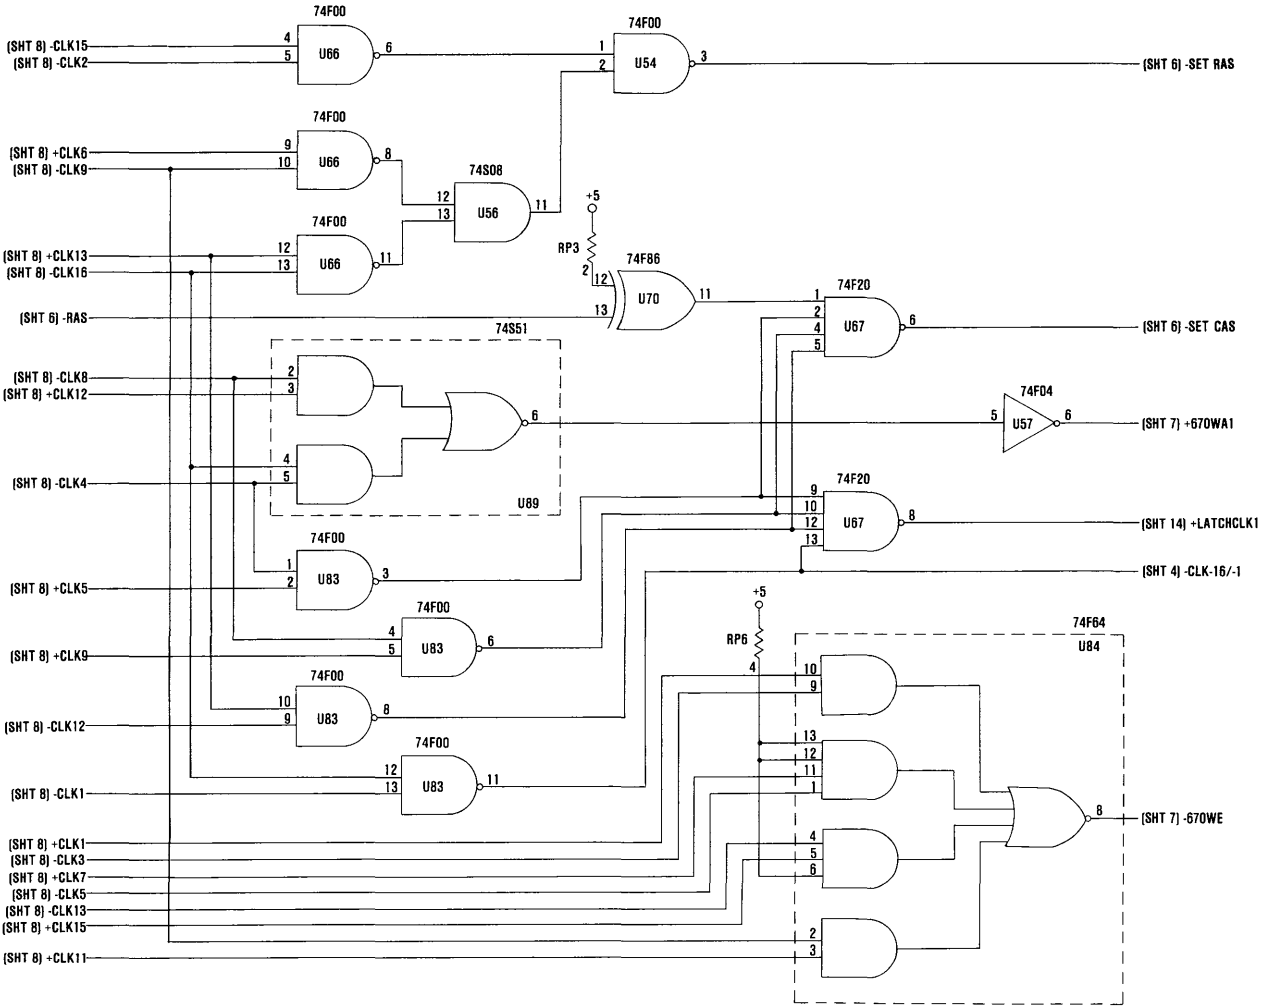 74F00
(SHT 8) -CLK15 4
(SHT 8) -CLK2 5
U66
6
74F00
1
2
U54
3
(SHT 6) -SET RAS
74F00
(SHT 8) +CLK6 9
(SHT 8) -CLK9 10
U66
8
74S08
12
13
U56
11
74F00
(SHT 8) +CLK13 12
(SHT 8) -CLK16 13
U66
11
+5
RP3
2
74F86
12
13
U70
11
(SHT 6) -RAS
74F20
1
2
4
5
U67
6
(SHT 6) -SET CAS
74S51
(SHT 8) -CLK8 2
(SHT 8) +CLK12 3
6
(SHT 8) -CLK4
4
5
U89
74F04
5
U57
6
(SHT 7) +670WA1
74F20
9
10
12
13
U67
8
(SHT 14) +LATCHCLK1
(SHT 4) -CLK-16/-1
74F00
1
(SHT 8) +CLK5 2
U83
3
74F00
4
(SHT 8) +CLK9 5
U83
6
74F00
10
(SHT 8) -CLK12 9
U83
8
74F00
12
(SHT 8) -CLK1 13
U83
11
+5
RP6
4
74F64
U84
10
9
13
12
11
1
4
5
6
2
3
8
(SHT 7) -670WE
(SHT 8) +CLK1
(SHT 8) -CLK3
(SHT 8) +CLK7
(SHT 8) -CLK5
(SHT 8) -CLK13
(SHT 8) +CLK15
(SHT 8) +CLK11